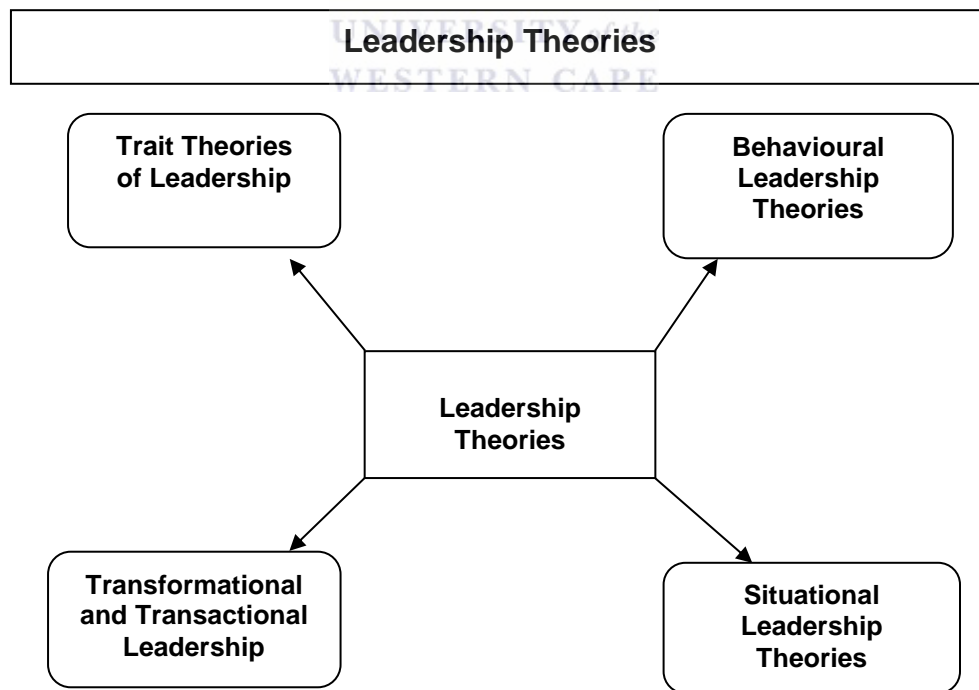 UNIVERSITY of the
Leadership Theories
WESTERN CAPE
Trait Theories
of Leadership
Behavioural
Leadership
Theories
Leadership
Theories
Transformational
and Transactional
Leadership
Situational
Leadership
Theories